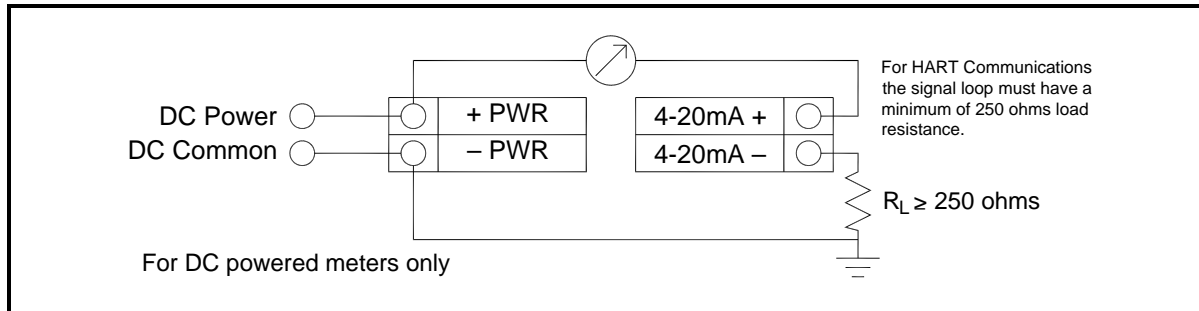 For HART Communications
the signal loop must have a
minimum of 250 ohms load
resistance.
DC Power
+ PWR
4-20mA +
DC Common
– PWR
4-20mA –
RL ≥ 250 ohms
For DC powered meters only